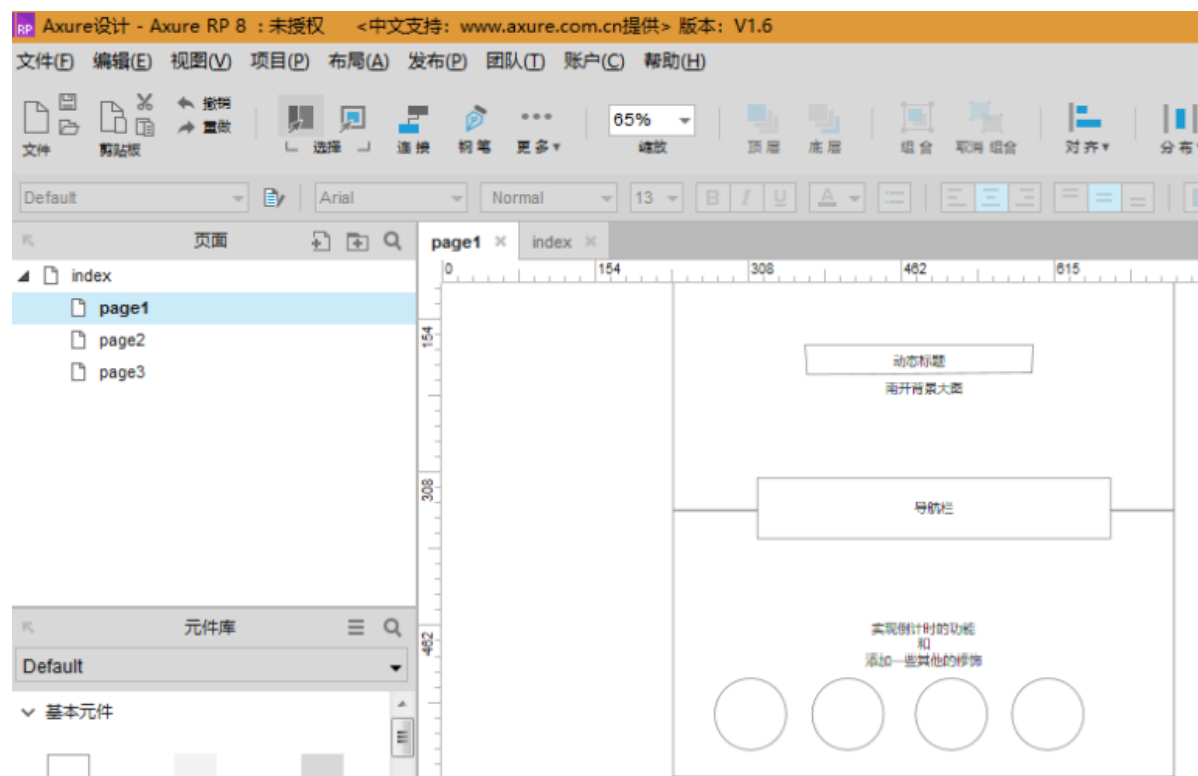 RP Axure设计 - Axure RP 8 : 未授权 <中文支持: www.axure.com.cn提供> 版本: V1.6
文件(F) 编辑(E) 视图(V) 项目(P) 布局(A) 发布(P) 团队(T) 账户(C) 帮助(H)
撤销
重做
65%
文件 剪贴板 选择 连接 钢笔 更多 缩放 顶层 底层 组合 取消组合 对齐 分布
Default Arial Normal 13 B I U A
页面
page1 index
index
page1
page2
page3
0 154 308 462 615
154
308
462
动态标题
南开背景大图
导航栏
实现倒计时的功能
和
添加一些其他的修饰
元件库
Default
基本元件